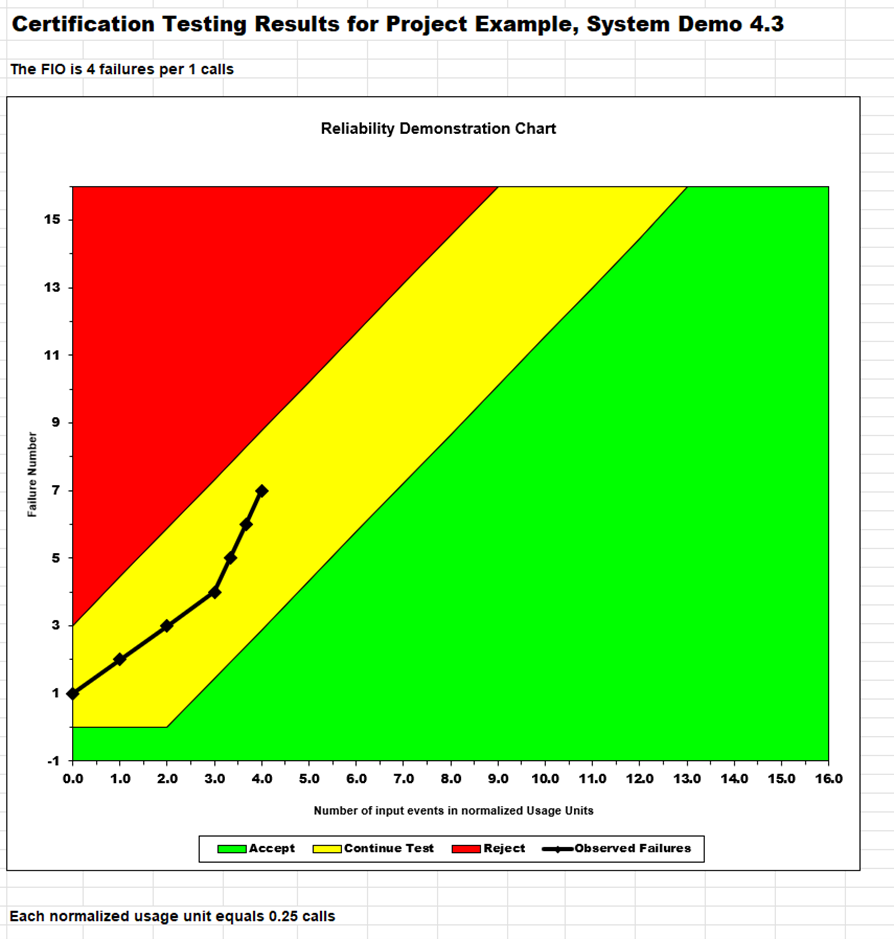 Certification Testing Results for Project Example, System Demo 4.3
The FIO is 4 failures per 1 calls
Reliability Demonstration Chart
15
13
11
9
7
5
3
1
-1
Failure Number
0.0 1.0 2.0 3.0 4.0 5.0 6.0 7.0 8.0 9.0 10.0 11.0 12.0 13.0 14.0 15.0 16.0
Number of input events in normalized Usage Units
Accept Continue Test Reject Observed Failures
Each normalized usage unit equals 0.25 calls